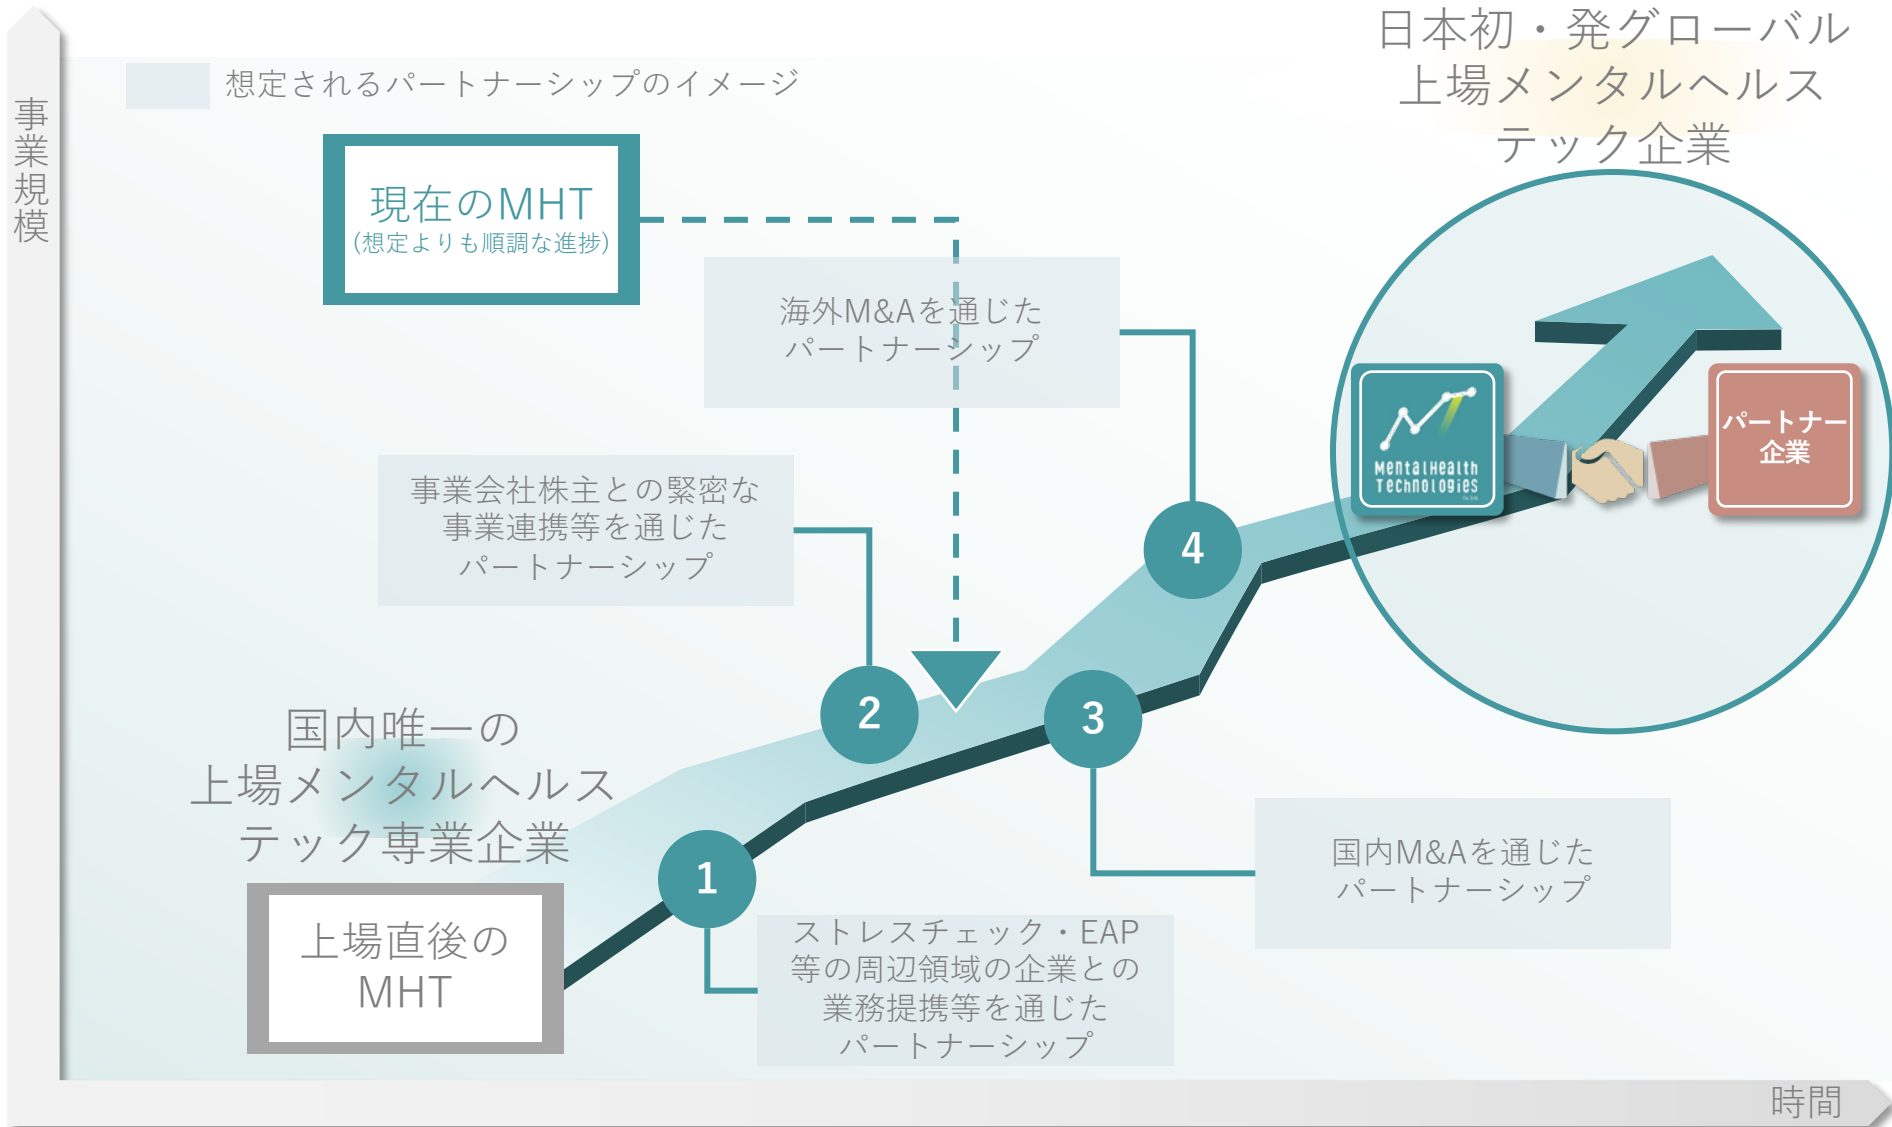 事業規模
想定されるパートナーシップのイメージ
日本初・発グローバル
上場メンタルヘルス
テック企業
現在のMHT
(想定よりも順調な進捗)
海外M&Aを通じた
パートナーシップ
MentalHealth
Technologies
パートナー
企業
事業会社株主との緊密な
事業連携等を通じた
パートナーシップ
4
2
3
国内唯一の
上場メンタルヘルス
テック専業企業
1
国内M&Aを通じた
パートナーシップ
上場直後の
MHT
ストレスチェック・EAP
等の周辺領域の企業との
業務提携等を通じた
パートナーシップ
時間